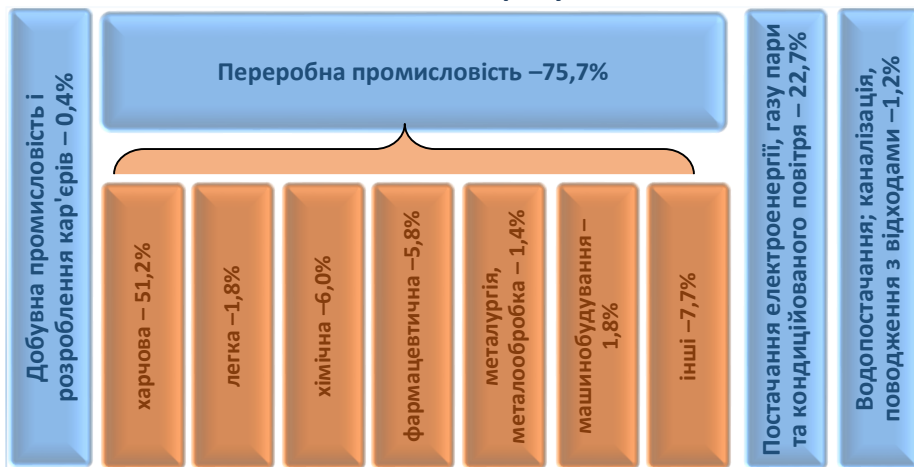 Добувна промисловість і
розроблення кар'єрів – 0,4%
Переробна промисловість –75,7%
харчова – 51,2%
легка –1,8%
хімічна –6,0%
фармацевтична –5,8%
металургія,
металообробка – 1,4%
машинобудування –
1,8%
інші –7,7%
Постачання електроенергії, газу пари
та кондиційованого повітря – 22,7%
Водопостачання; каналізація,
поводження з відходами –1,2%